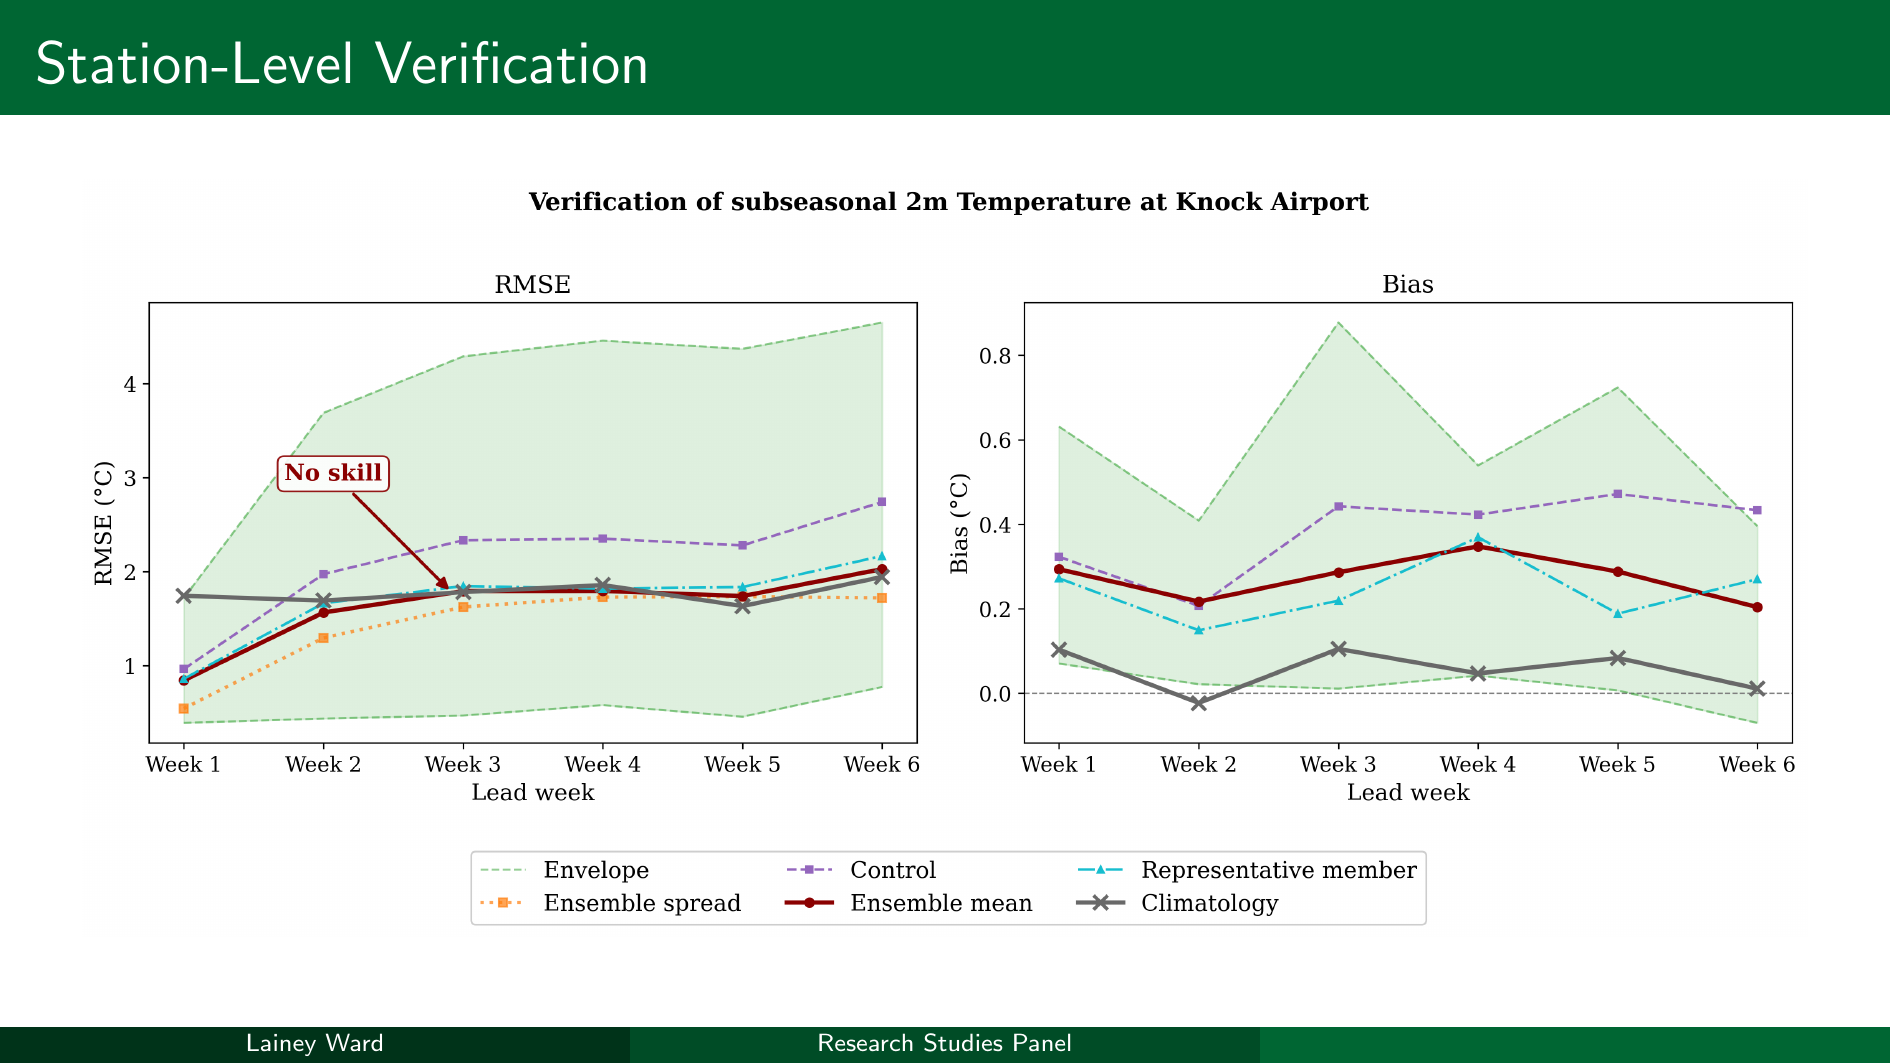 Station-Level Verification
Verification of subseasonal 2m Temperature at Knock Airport
RMSE
RMSE (°C)
4
3
2
1
No skill
Week 1 Week 2 Week 3 Week 4 Week 5 Week 6
Lead week
Bias
Bias (°C)
0.8
0.6
0.4
0.2
0.0
Week 1 Week 2 Week 3 Week 4 Week 5 Week 6
Lead week
Envelope Control Representative member
Ensemble spread Ensemble mean Climatology
Lainey Ward Research Studies Panel